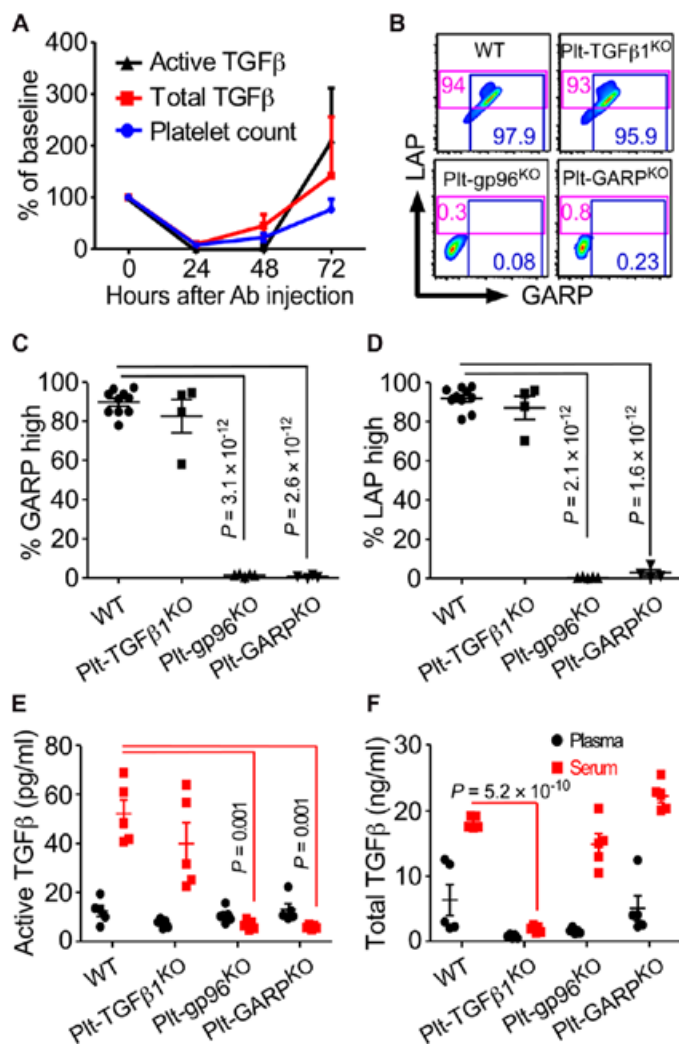 A
% of baseline
400
300
200
100
0
Active TGFβ
Total TGFβ
Platelet count
0 24 48 72
Hours after Ab injection
B
WT
Plt-TGFβ1KO
94
97.9
93
95.9
Plt-gp96KO
Plt-GARPKO
0.3
0.08
0.8
0.23
LAP
GARP
C
% GARP high
100
80
60
40
20
0
P = 3.1 × 10-12
P = 2.6 × 10-12
WT
Plt-TGFβ1KO
Plt-gp96KO
Plt-GARPKO
D
% LAP high
100
80
60
40
20
0
P = 2.1 × 10-12
P = 1.6 × 10-12
WT
Plt-TGFβ1KO
Plt-gp96KO
Plt-GARPKO
E
Active TGFβ (pg/ml)
80
60
40
20
0
P = 0.001
P = 0.001
WT
Plt-TGFβ1KO
Plt-gp96KO
Plt-GARPKO
F
Total TGFβ (ng/ml)
30
20
10
0
Plasma
Serum
P = 5.2 × 10-10
WT
Plt-TGFβ1KO
Plt-gp96KO
Plt-GARPKO